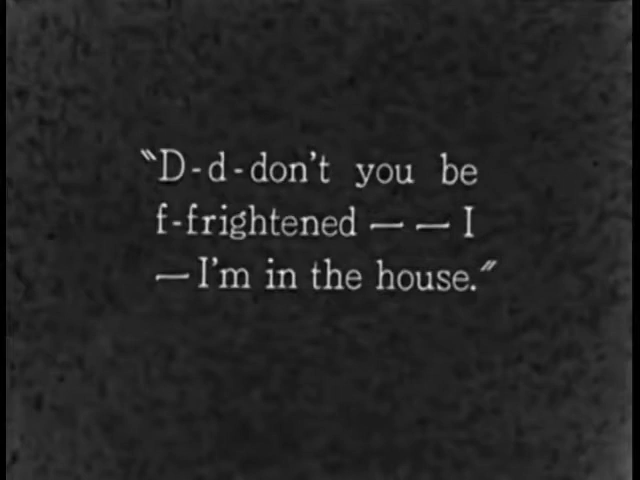 "D-d-don't you be
f-frightened — — I
— I'm in the house."